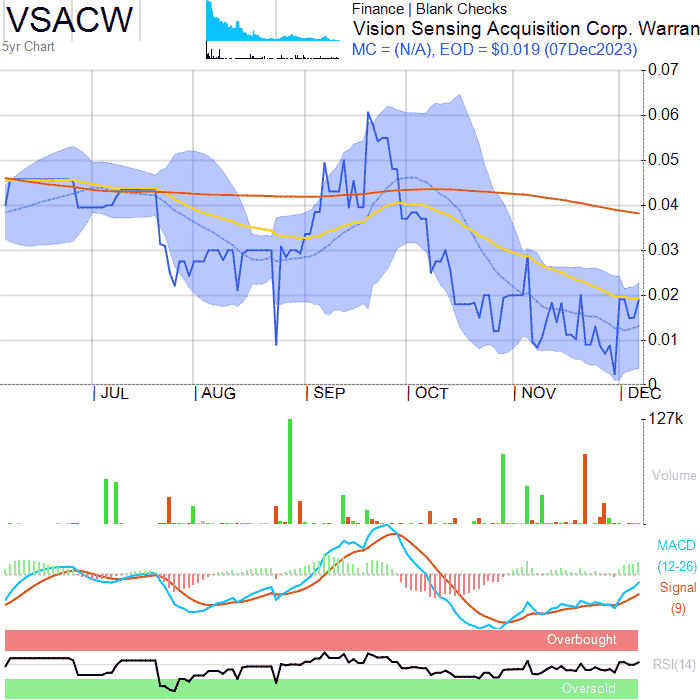 VSACW
5yr Chart
Finance | Blank Checks
Vision Sensing Acquisition Corp. Warran
MC = (N/A), EOD = $0.019 (07Dec2023)
0.07
0.06
0.05
0.04
0.03
0.02
0.01
0
JUL
AUG
SEP
OCT
NOV
DEC
127k
Volume
MACD
(12-26)
Signal
(9)
Overbought
RSI(14)
Oversold